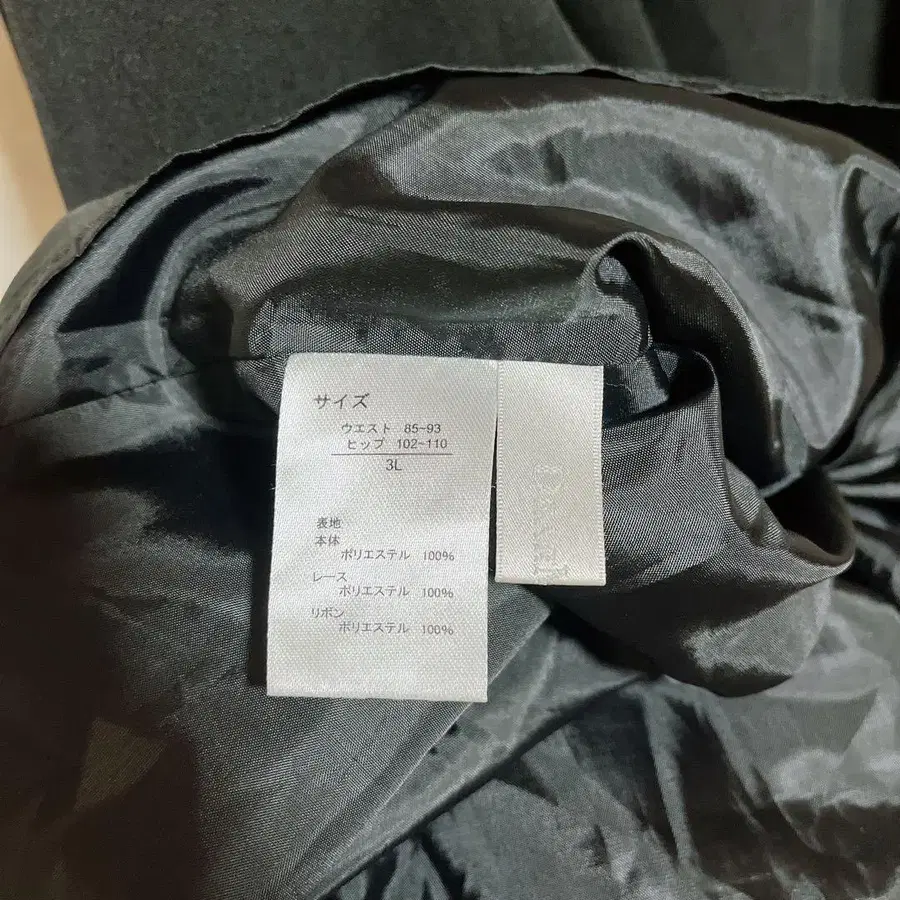 サイズ
ウエスト 85~93
ヒップ 102~110
3L
表地
本体
ポリエステル 100%
レース
ポリエステル 100%
リボン
ポリエステル 100%